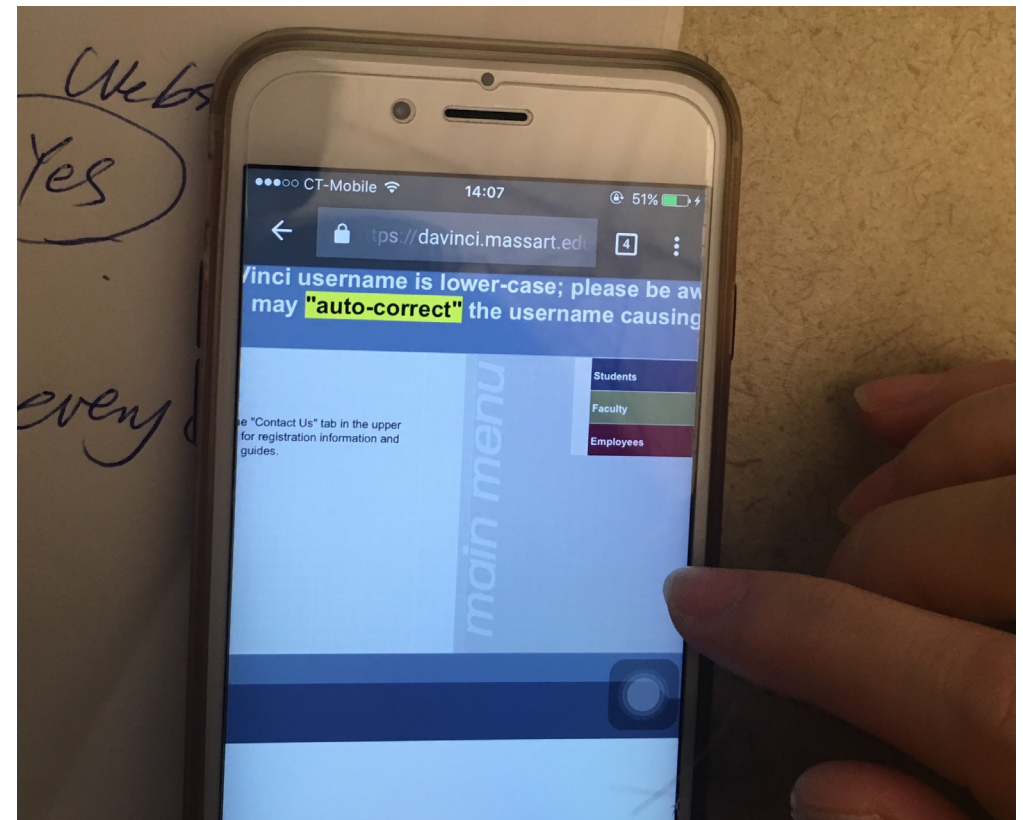 Webs
Yes
every
CT-Mobile 14:07 51%
tps://davinci.massart.edu 4
Vinci username is lower-case; please be aw
may "auto-correct" the username causing
Students
Faculty
Employees
e "Contact Us" tab in the upper
for registration information and
guides.
main menu